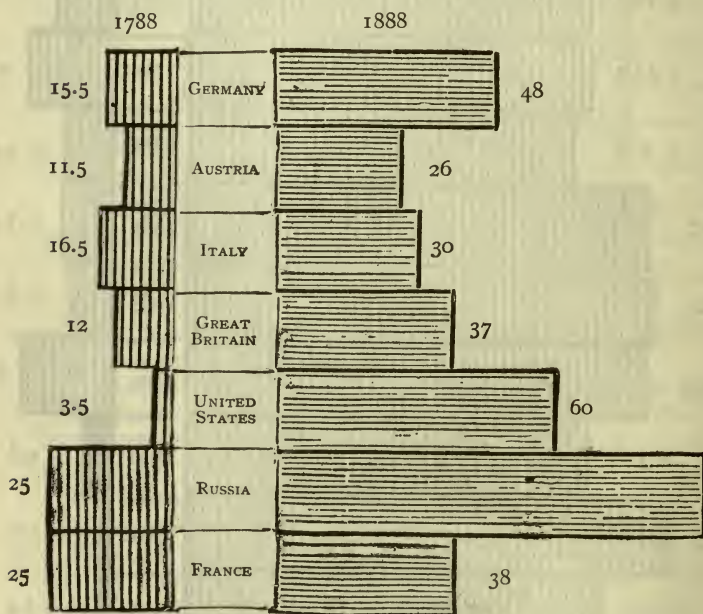 1788 1888
15.5 GERMANY 48
11.5 AUSTRIA 26
16.5 ITALY 30
12 GREAT BRITAIN 37
3.5 UNITED STATES 60
25 RUSSIA
25 FRANCE 38